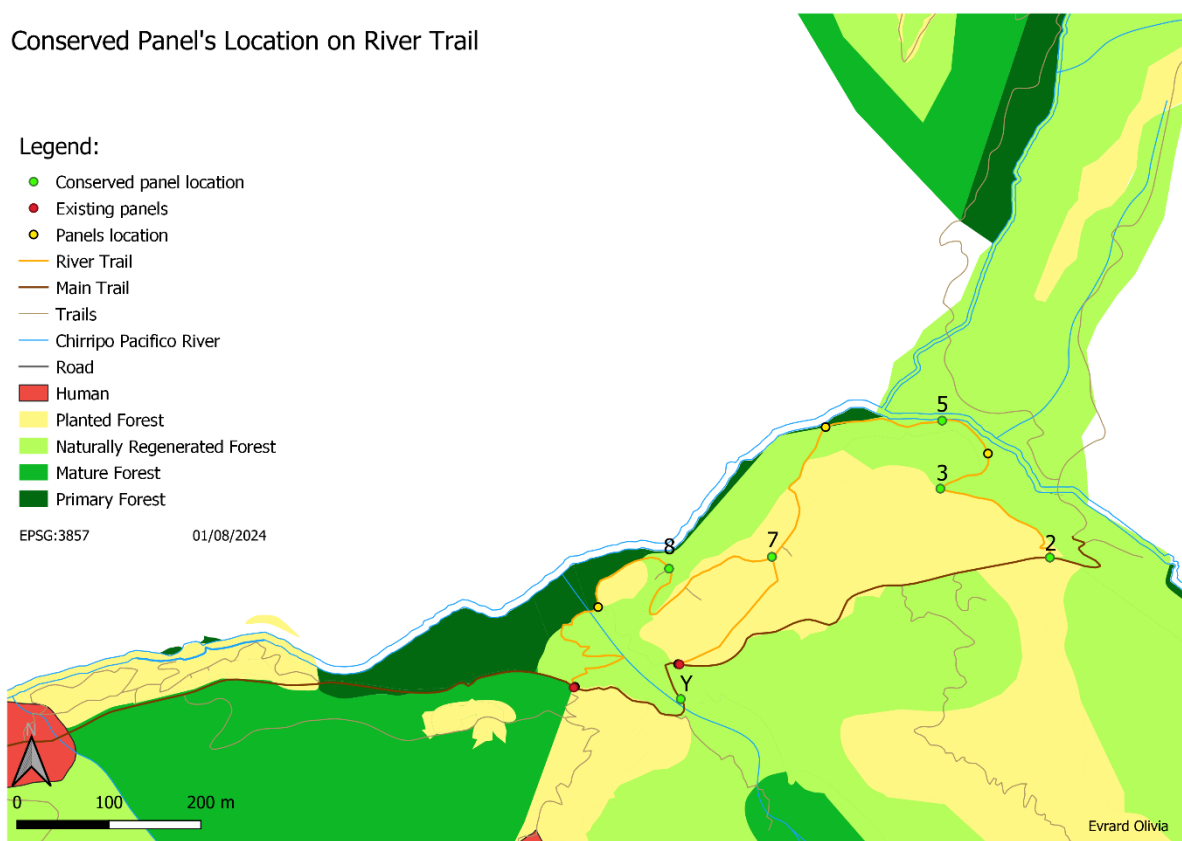 Conserved Panel's Location on River Trail
Legend:
Conserved panel location
Existing panels
Panels location
River Trail
Main Trail
Trails
Chirripo Pacifico River
Road
Human
Planted Forest
Naturally Regenerated Forest
Mature Forest
Primary Forest
EPSG:3857 01/08/2024
5
3
2
7
8
Y
N
0 100 200 m
Evrard Olivia